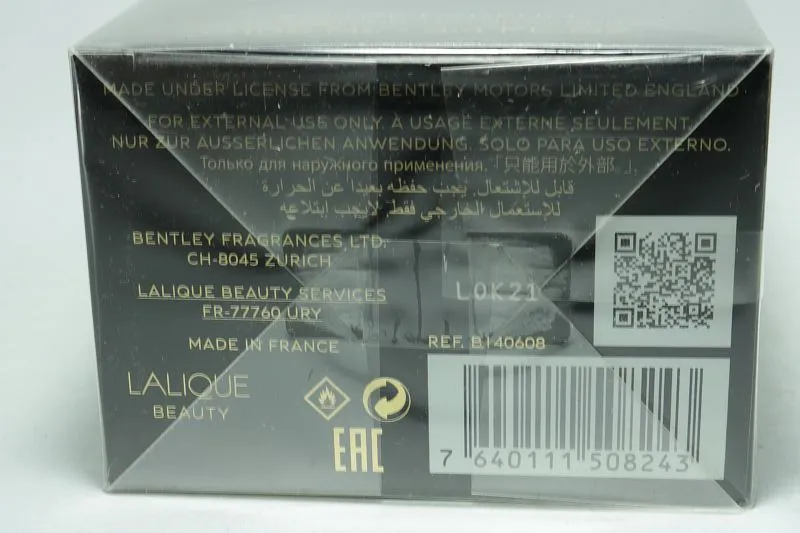 MADE UNDER LICENSE FROM BENTLEY MOTORS LIMITED ENGLAND
FOR EXTERNAL USE ONLY. A USAGE EXTERNE SEULEMENT.
NUR ZUR AUSSERLICHEN ANWENDUNG. SOLO PARA USO EXTERNO.
Только для наружного применения.「只能用於外部。」
قابل للاشتعال. يجب حفظه بعيدا عن الحرارة
للاستعمال الخارجي فقط. لايجب إبتلاعه
BENTLEY FRAGRANCES LTD.
CH-8045 ZURICH
LALIQUE BEAUTY SERVICES
FR-77760 URY
L0K21
MADE IN FRANCE
REF. B140608
LALIQUE
BEAUTY
EAC
7 640111 508243